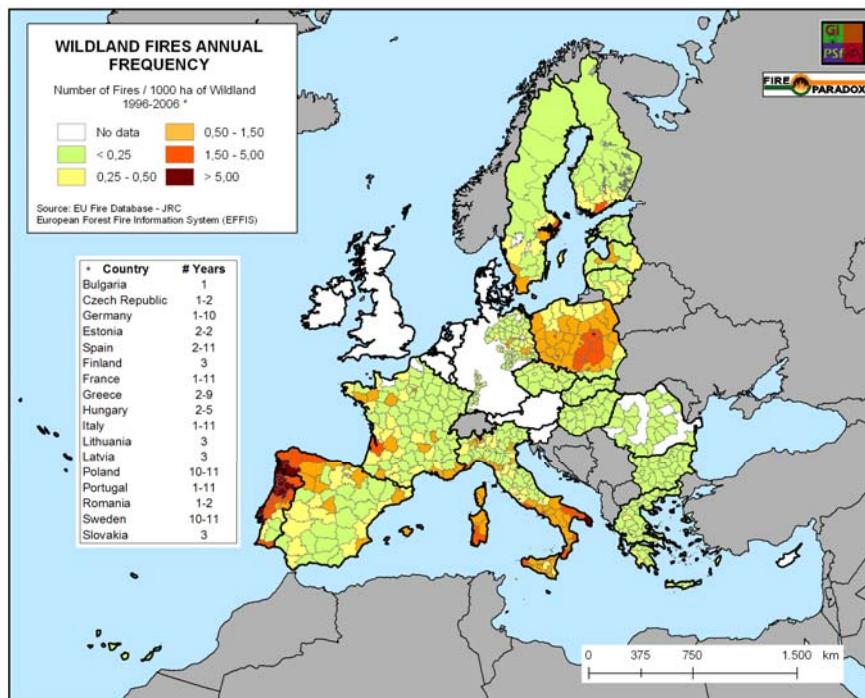 WILDLAND FIRES ANNUAL
FREQUENCY
Number of Fires / 1000 ha of Wildland
1996-2006 *
No data
< 0,25
0,25 - 0,50
0,50 - 1,50
1,50 - 5,00
> 5,00
Source: EU Fire Database - JRC
European Forest Fire Information System (EFFIS)
GI
PSf
FIRE
PARADOX
* Country # Years
Bulgaria 1
Czech Republic 1-2
Germany 1-10
Estonia 2-2
Spain 2-11
Finland 3
France 1-11
Greece 2-9
Hungary 2-5
Italy 1-11
Lithuania 3
Latvia 3
Poland 10-11
Portugal 1-11
Romania 1-2
Sweden 10-11
Slovakia 3
0 375 750 1.500 km